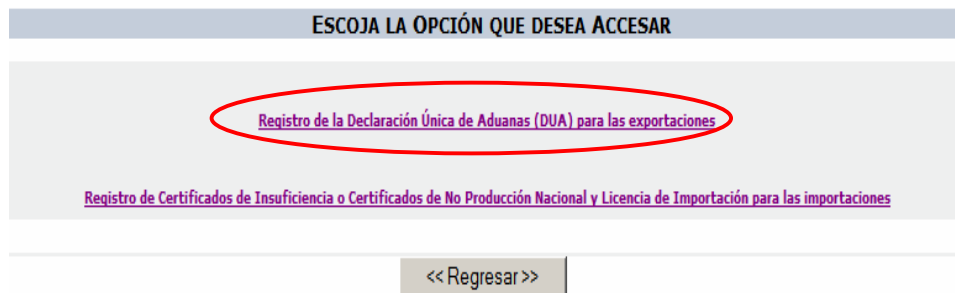 ESCOJA LA OPCIÓN QUE DESEA ACCESAR
Registro de la Declaración Única de Aduanas (DUA) para las exportaciones
Registro de Certificados de Insuficiencia o Certificados de No Producción Nacional y Licencia de Importación para las importaciones
<< Regresar >>